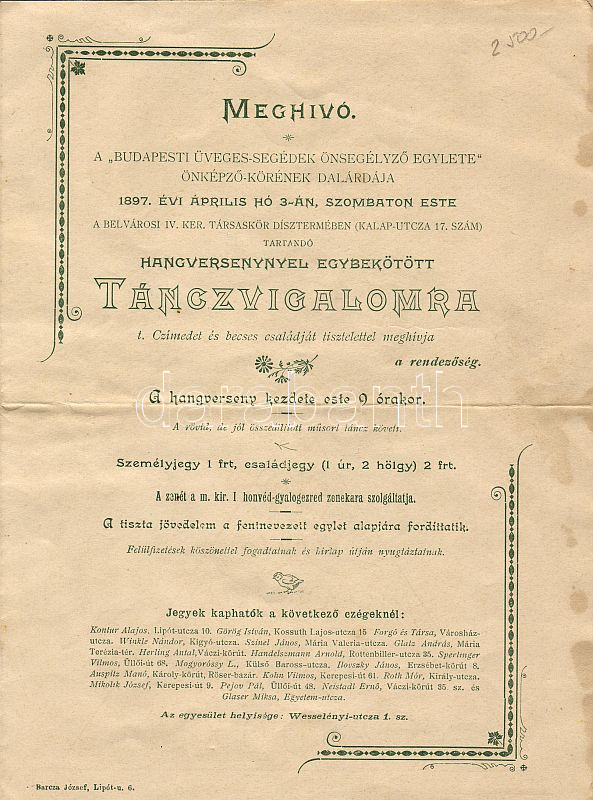 2500-
MEGHIVÓ.
A „BUDAPESTI ÜVEGES-SEGÉDEK ÖNSEGÉLYZŐ EGYLETE“
ÖNKÉPZŐ-KÖRÉNEK DALÁRDÁJA
1897. ÉVI ÁPRILIS HÓ 3-ÁN, SZOMBATON ESTE
A BELVÁROSI IV. KER. TÁRSASKÖR DÍSZTERMÉBEN (KALAP-UTCZA 17. SZÁM)
TARTANDÓ
HANGVERSENYNYEL EGYBEKÖTÖTT
TÁNCZVIGALOMRA
t. Czímedet és becses családját tisztelettel meghívja
a rendezőség.
darabanth
A hangverseny kezdete este 9 órakor.
A rövid, de jól összeállított műsort táncz követi.
Személyjegy 1 frt, családjegy (1 úr, 2 hölgy) 2 frt.
A zenét a m. kir. I honvéd-gyalogezred zenekara szolgáltatja.
A tiszta jövedelem a fentnevezett egylet alapjára fordíttatik.
Felülfizetések köszönettel fogadtatnak és hirlap útján nyugtáztatnak.
Jegyek kaphatók a következő czégeknél:
Kontur Alajos, Lipót-utcza 10. Görög István, Kossuth Lajos-utcza 15 Forgó és Társa, Városház-
utcza. Winkle Nándor, Kigyó-utcza. Szinel János, Mária Valeria-utcza. Glatz András, Mária
Terézia-tér. Herling Antal, Váczi-körút. Handelszmann Arnold, Rottenbiller-utcza 35. Sperlinger
Vilmos, Üllői-út 68. Mogyoróssy L., Külső Baross-utcza. Ilovszky János, Erzsébet-körút 8.
Auspitz Manó, Károly-körút, Röser-bazár. Kohn Vilmos, Kerepesi-út 61. Roth Mór, Király-utcza.
Mikolik József, Kerepesi-út 9. Pejov Pál, Üllői-út 48. Neistadl Ernő, Váczi-körút 35. sz. és
Glaser Miksa, Egyetem-utcza.
Az egyesület helyisége: Wesselényi-utcza 1. sz.
Barcza József, Lipót-u. 6.